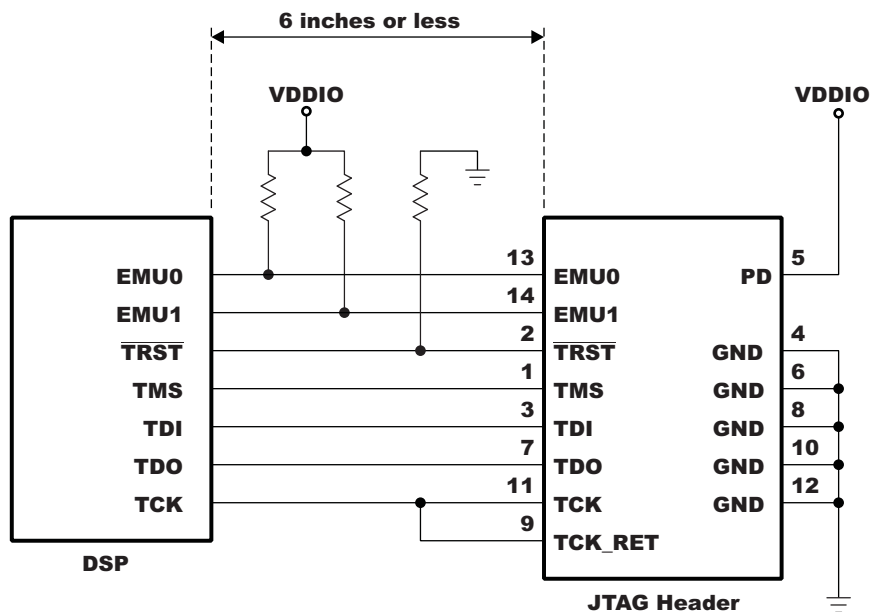 6 inches or less
VDDIO
VDDIO
13
5
EMU0
EMU0
PD
14
EMU1
EMU1
2
4
TRST
TRST
GND
1
6
TMS
TMS
GND
3
8
TDI
TDI
GND
7
10
TDO
TDO
GND
11
12
TCK
TCK
GND
9
TCK_RET
DSP
JTAG Header